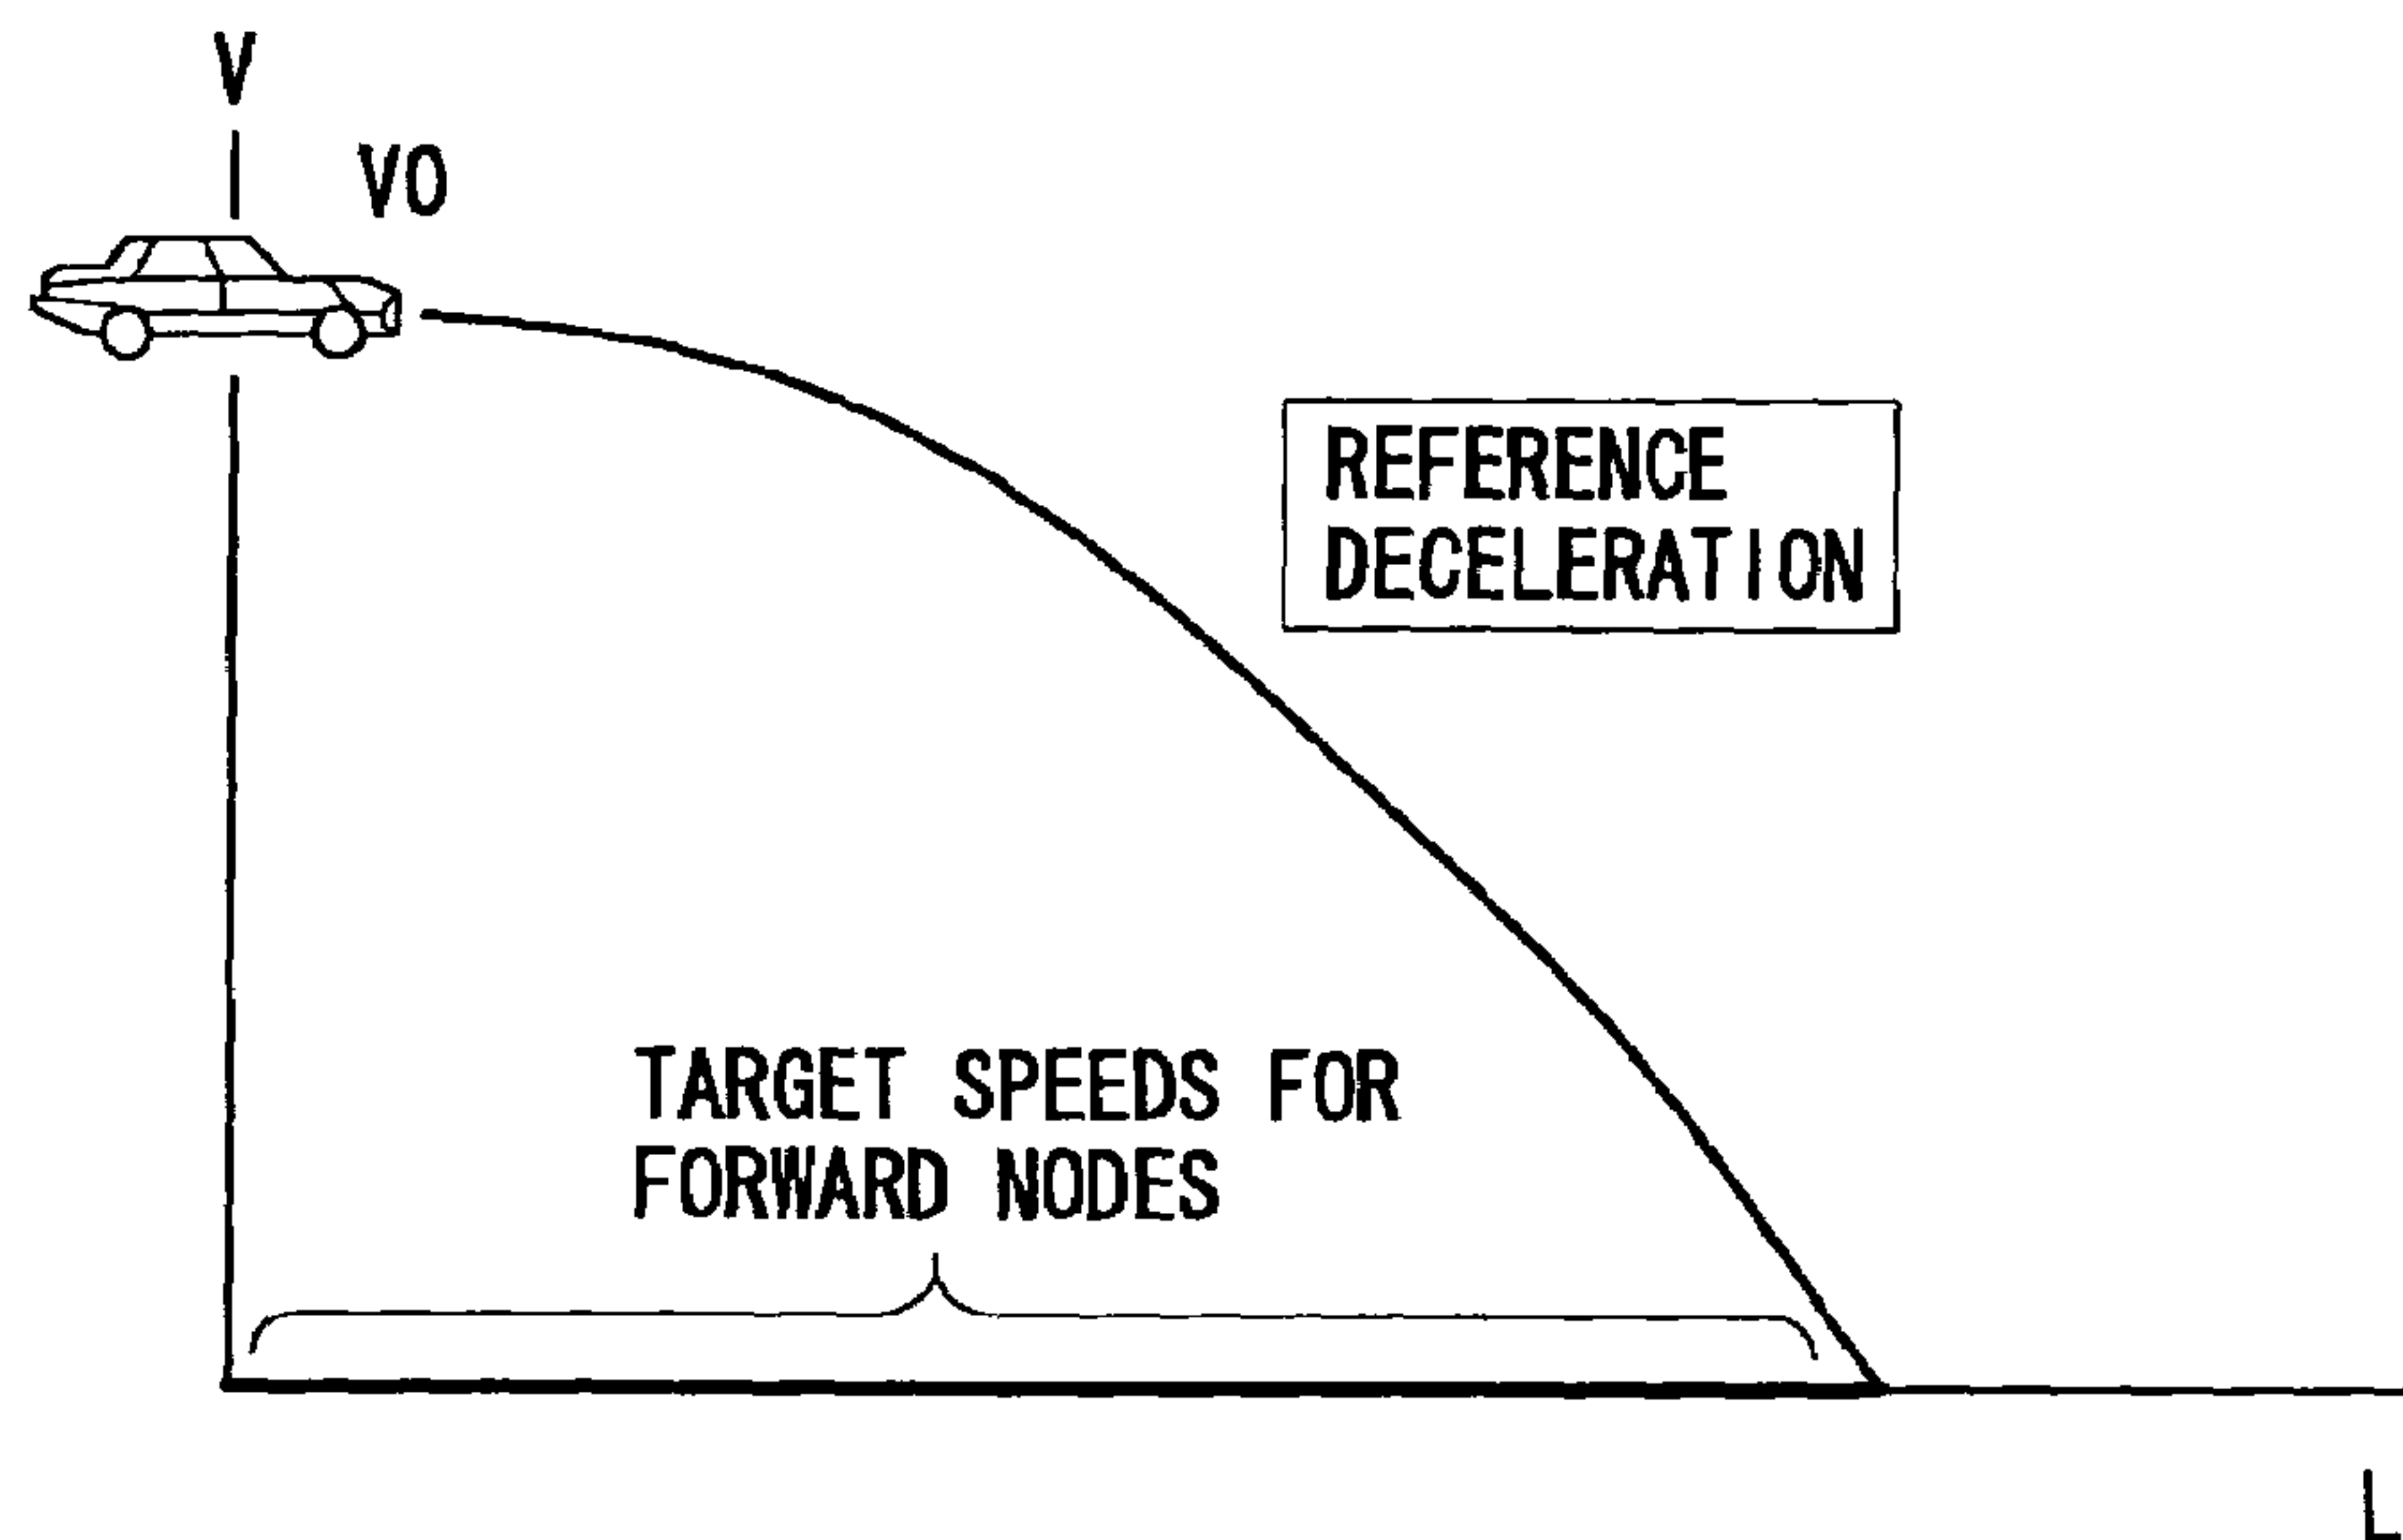 V
VO
REFERENCE
DECELERATION
TARGET SPEEDS FOR
FORWARD NODES
L